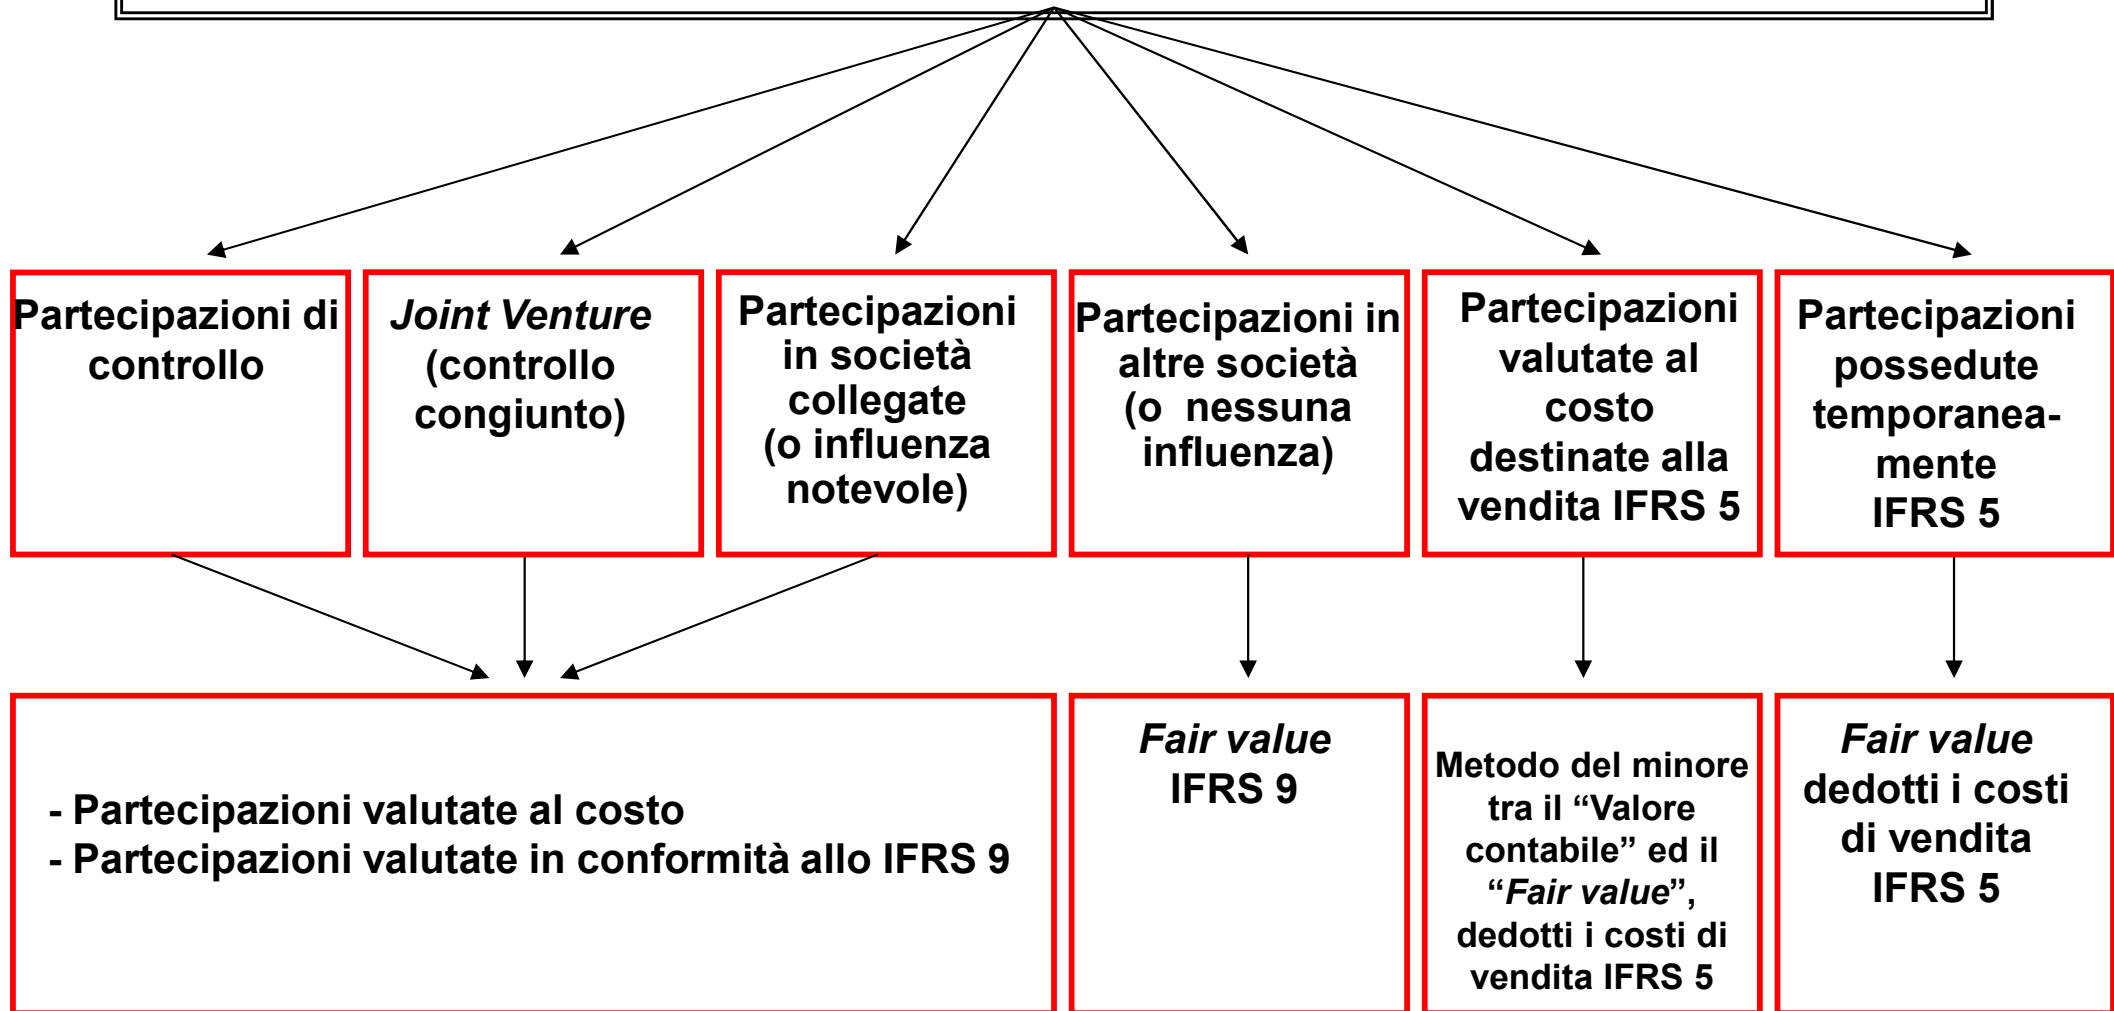 Partecipazioni di
controllo
Joint Venture
(controllo
congiunto)
Partecipazioni
in società
collegate
(o influenza
notevole)
Partecipazioni in
altre società
(o nessuna
influenza)
Partecipazioni
valutate al
costo
destinate alla
vendita IFRS 5
Partecipazioni
possedute
temporanea-
mente
IFRS 5
- Partecipazioni valutate al costo
- Partecipazioni valutate in conformità allo IFRS 9
Fair value
IFRS 9
Metodo del minore
tra il “Valore
contabile” ed il
“Fair value”,
dedotti i costi di
vendita IFRS 5
Fair value
dedotti i costi
di vendita
IFRS 5